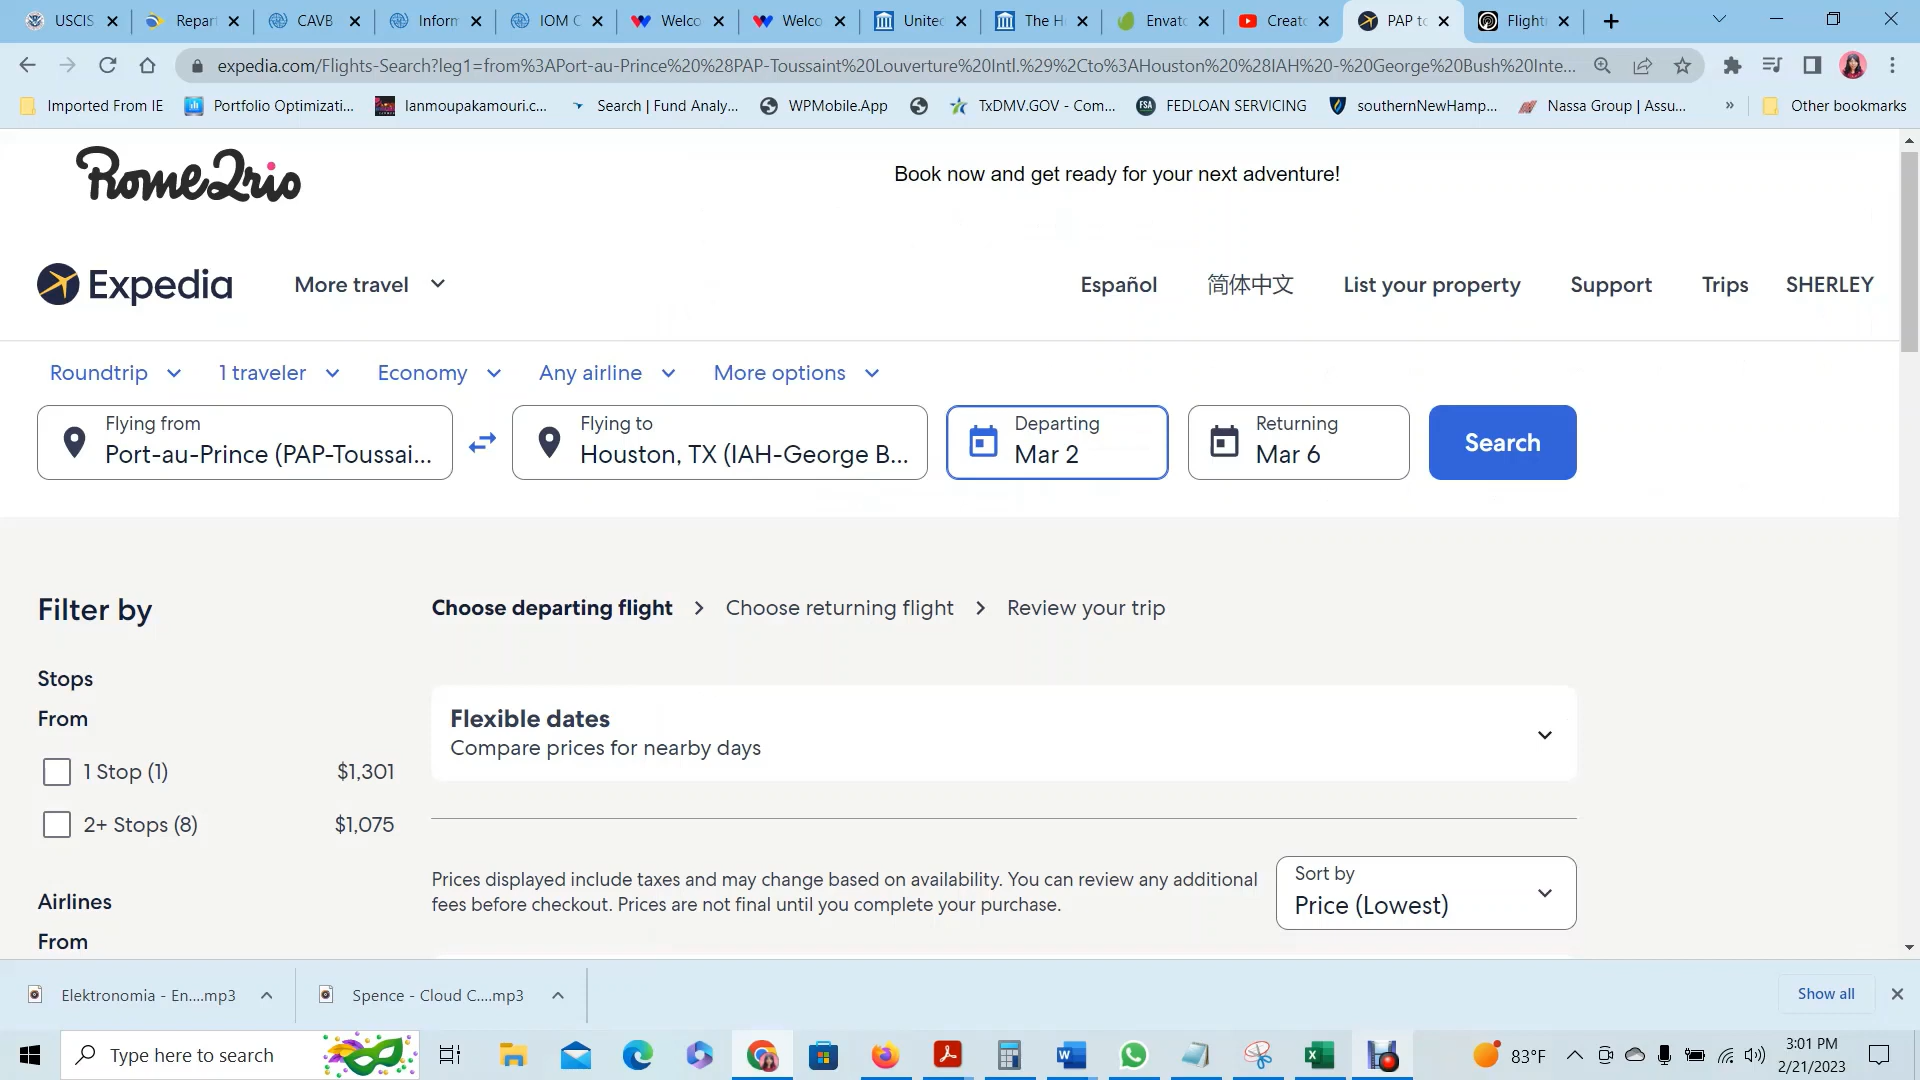 USCIS
Repar
CAVB
Inform
IOM C
Welco
Welco
United
The H
Envato
Creato
PAP to
Flight
expedia.com/Flights-Search?leg1=from%3APort-au-Prince%20%28PAP-Toussaint%20Louverture%20Intl.%29%2Cto%3AHouston%20%28IAH%20-%20George%20Bush%20Inte...
Imported From IE
Portfolio Optimizati...
lanmoupakamouri.c...
Search | Fund Analy...
WPMobile.App
TxDMV.GOV - Com...
FSA
FEDLOAN SERVICING
southernNewHamp...
Nassa Group | Assu...
»
Other bookmarks
Rome2rio
Book now and get ready for your next adventure!
Expedia
More travel
Español
简体中文
List your property
Support
Trips
SHERLEY
Roundtrip
1 traveler
Economy
Any airline
More options
Flying from
Port-au-Prince (PAP-Toussai...
Flying to
Houston, TX (IAH-George B...
Departing
Mar 2
Returning
Mar 6
Search
Filter by
Choose departing flight
Choose returning flight
Review your trip
Stops
From
1 Stop (1)
$1,301
2+ Stops (8)
$1,075
Airlines
From
Flexible dates
Compare prices for nearby days
Prices displayed include taxes and may change based on availability. You can review any additional
fees before checkout. Prices are not final until you complete your purchase.
Sort by
Price (Lowest)
Elektronomia - En....mp3
Spence - Cloud C....mp3
Show all
Type here to search
83°F
3:01 PM
2/21/2023